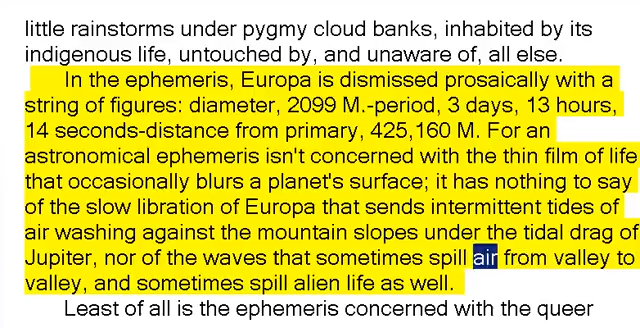 little rainstorms under pygmy cloud banks, inhabited by its
indigenous life, untouched by, and unaware of, all else.
In the ephemeris, Europa is dismissed prosaically with a
string of figures: diameter, 2099 M.-period, 3 days, 13 hours,
14 seconds-distance from primary, 425,160 M. For an
astronomical ephemeris isn't concerned with the thin film of life
that occasionally blurs a planet's surface; it has nothing to say
of the slow libration of Europa that sends intermittent tides of
air washing against the mountain slopes under the tidal drag of
Jupiter, nor of the waves that sometimes spill air from valley to
valley, and sometimes spill alien life as well.
Least of all is the ephemeris concerned with the queer